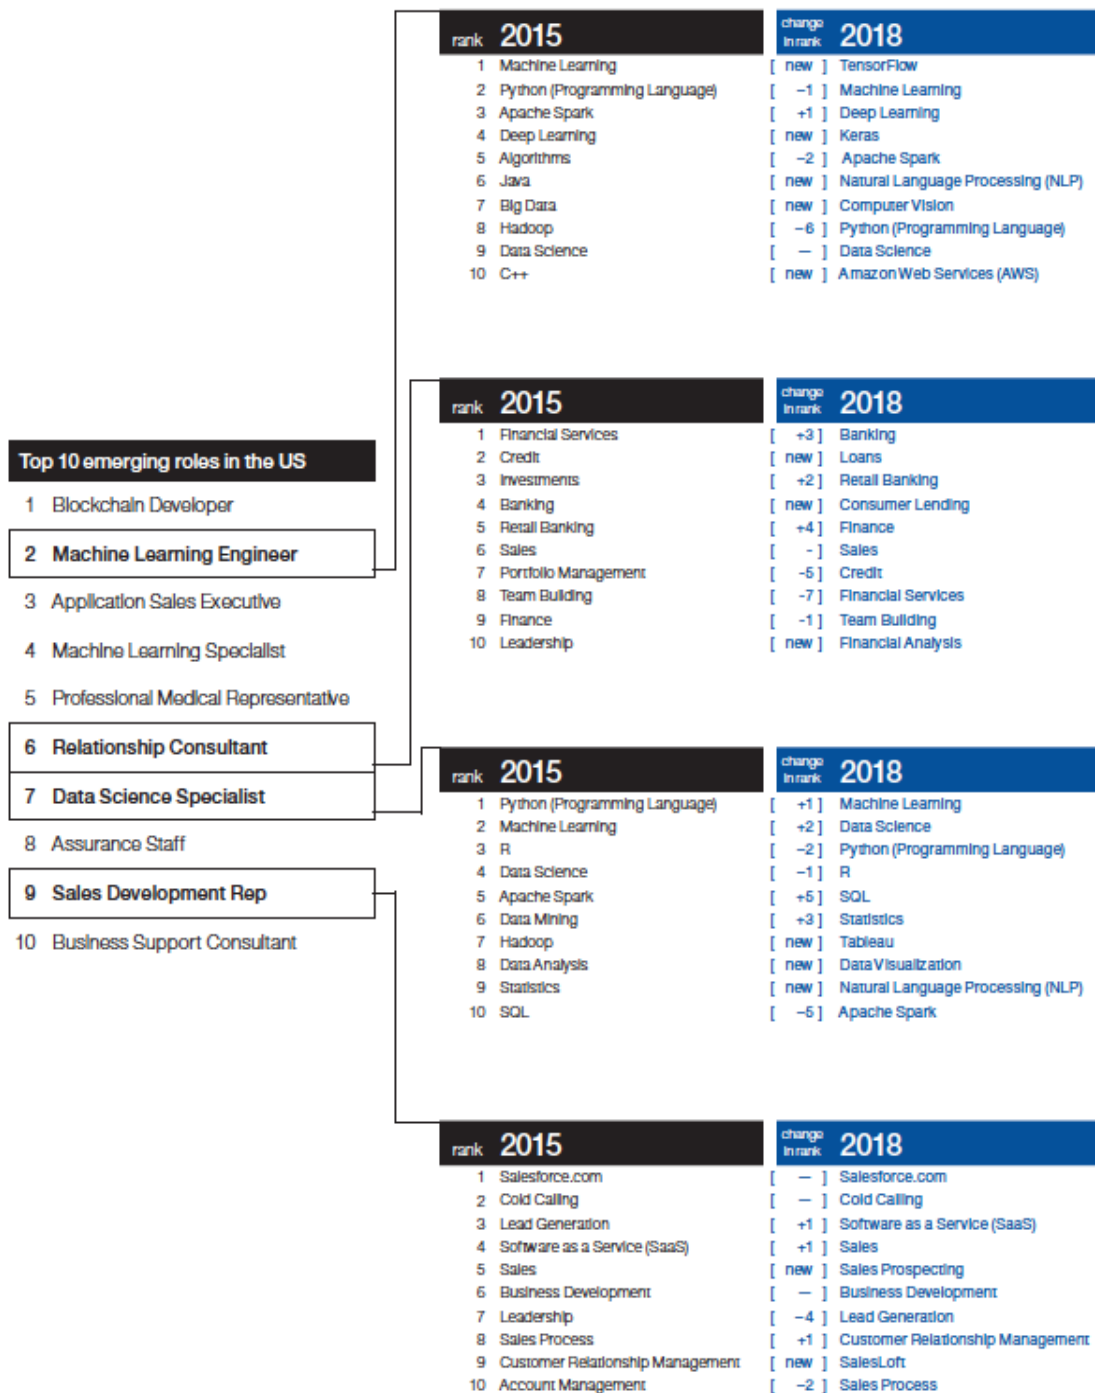 rank 2015 change in rank 2018
1 Machine Learning [ new ] TensorFlow
2 Python (Programming Language) [ −1 ] Machine Learning
3 Apache Spark [ +1 ] Deep Learning
4 Deep Learning [ new ] Keras
5 Algorithms [ −2 ] Apache Spark
6 Java [ new ] Natural Language Processing (NLP)
7 Big Data [ new ] Computer Vision
8 Hadoop [ −6 ] Python (Programming Language)
9 Data Science [ — ] Data Science
10 C++ [ new ] Amazon Web Services (AWS)
rank 2015 change in rank 2018
1 Financial Services [ +3 ] Banking
2 Credit [ new ] Loans
3 Investments [ +2 ] Retail Banking
4 Banking [ new ] Consumer Lending
5 Retail Banking [ +4 ] Finance
6 Sales [ - ] Sales
7 Portfolio Management [ -5 ] Credit
8 Team Building [ -7 ] Financial Services
9 Finance [ -1 ] Team Building
10 Leadership [ new ] Financial Analysis
Top 10 emerging roles in the US
1 Blockchain Developer
2 Machine Learning Engineer
3 Application Sales Executive
4 Machine Learning Specialist
5 Professional Medical Representative
6 Relationship Consultant
7 Data Science Specialist
8 Assurance Staff
9 Sales Development Rep
10 Business Support Consultant
rank 2015 change in rank 2018
1 Python (Programming Language) [ +1 ] Machine Learning
2 Machine Learning [ +2 ] Data Science
3 R [ −2 ] Python (Programming Language)
4 Data Science [ −1 ] R
5 Apache Spark [ +5 ] SQL
6 Data Mining [ +3 ] Statistics
7 Hadoop [ new ] Tableau
8 Data Analysis [ new ] Data Visualization
9 Statistics [ new ] Natural Language Processing (NLP)
10 SQL [ −5 ] Apache Spark
rank 2015 change in rank 2018
1 Salesforce.com [ — ] Salesforce.com
2 Cold Calling [ — ] Cold Calling
3 Lead Generation [ +1 ] Software as a Service (SaaS)
4 Software as a Service (SaaS) [ +1 ] Sales
5 Sales [ new ] Sales Prospecting
6 Business Development [ — ] Business Development
7 Leadership [ −4 ] Lead Generation
8 Sales Process [ +1 ] Customer Relationship Management
9 Customer Relationship Management [ new ] SalesLoft
10 Account Management [ −2 ] Sales Process